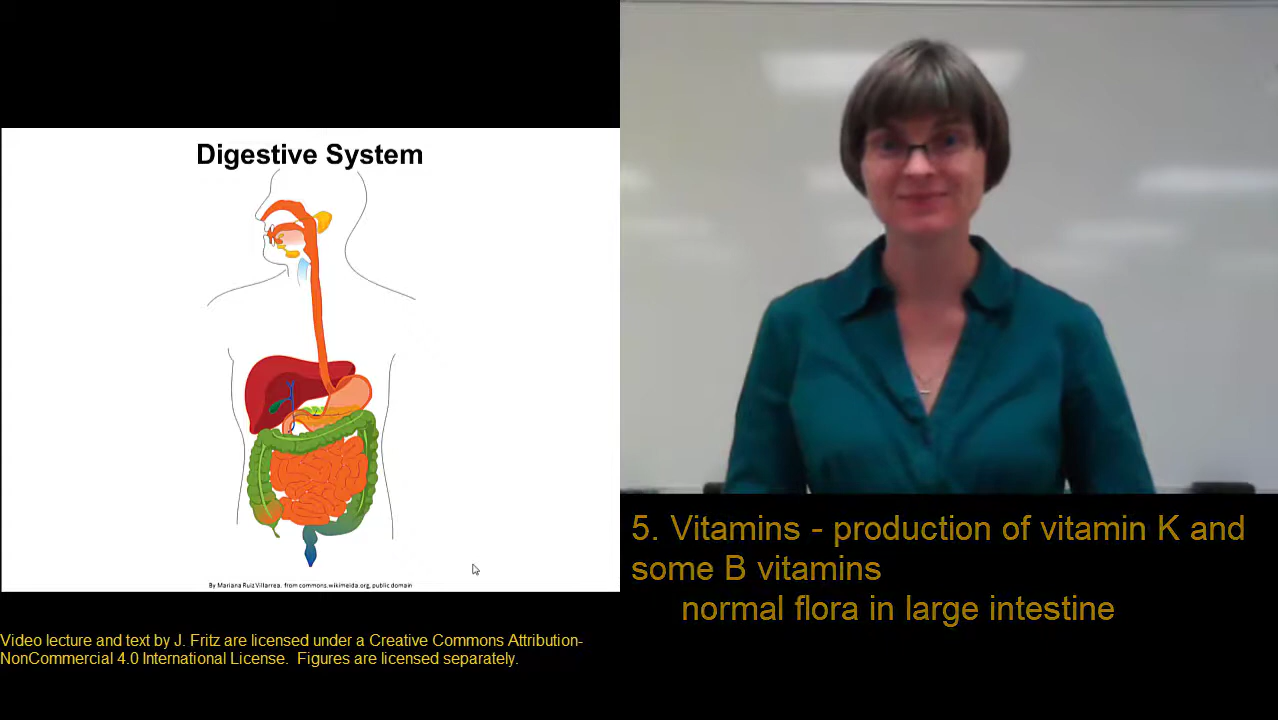 Digestive System
By Mariana Ruiz Villarrea. from commons.wikimeida.org, public domain
5. Vitamins - production of vitamin K and
some B vitamins
normal flora in large intestine
Video lecture and text by J. Fritz are licensed under a Creative Commons Attribution-
NonCommercial 4.0 International License.  Figures are licensed separately.